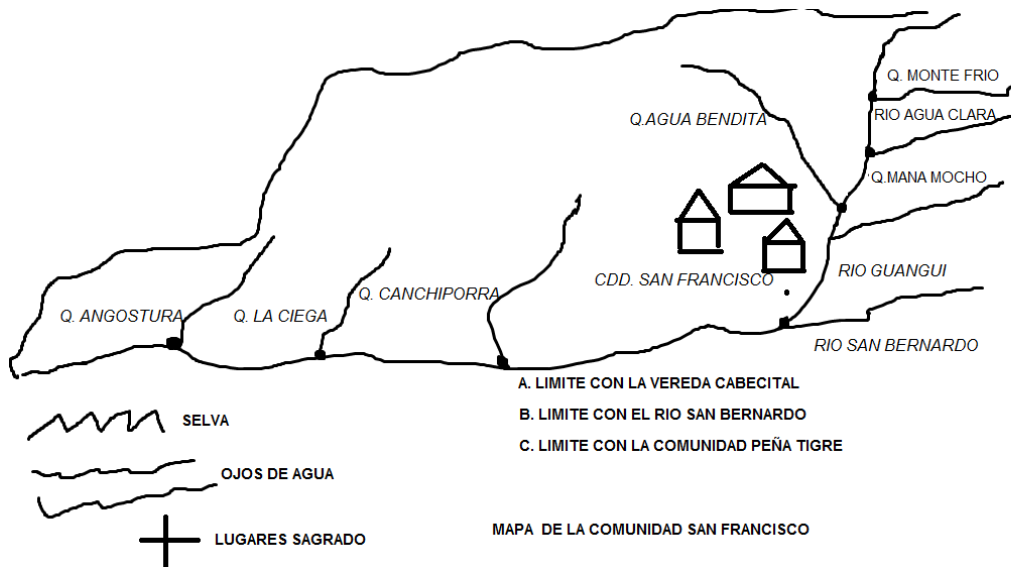 Q. MONTE FRIO
RIO AGUA CLARA
Q.AGUA BENDITA
Q.MANA MOCHO
RIO GUANGUI
CDD. SAN FRANCISCO
Q. CANCHIPORRA
Q. LA CIEGA
Q. ANGOSTURA
RIO SAN BERNARDO
A. LIMITE CON LA VEREDA CABECITAL
B. LIMITE CON EL RIO SAN BERNARDO
C. LIMITE CON LA COMUNIDAD PEÑA TIGRE
SELVA
OJOS DE AGUA
LUGARES SAGRADO
MAPA DE LA COMUNIDAD SAN FRANCISCO